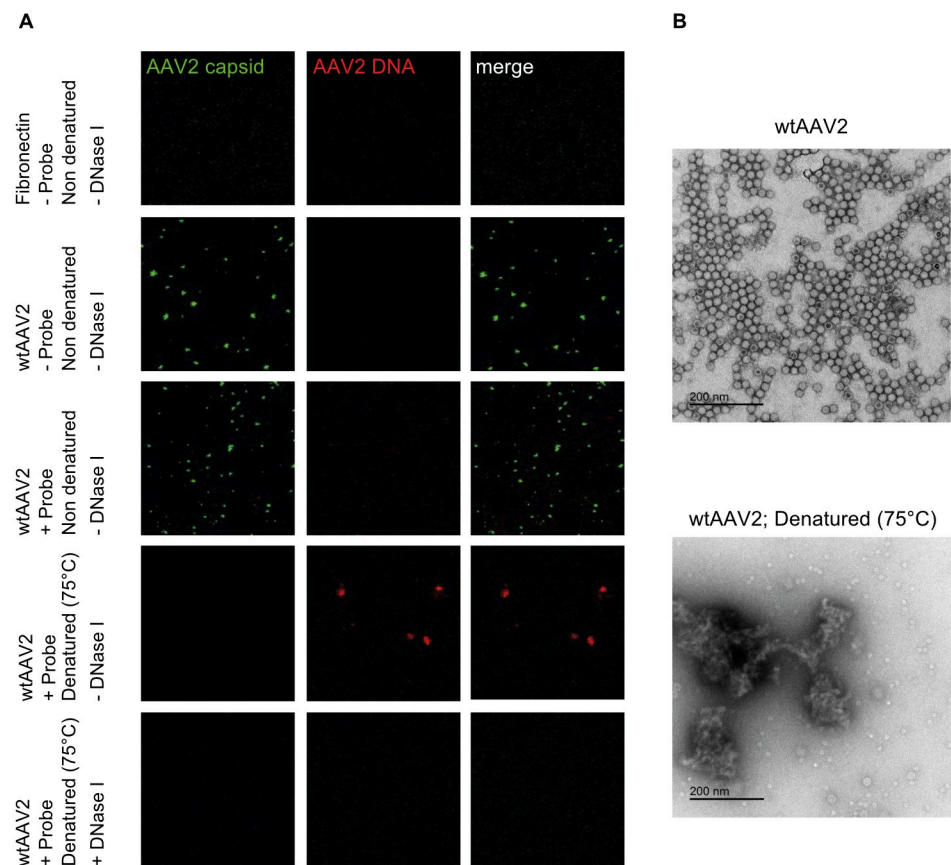 A
AAV2 capsid
AAV2 DNA
merge
Fibronectin
- Probe
Non denatured
- DNase I
wtAAV2
- Probe
Non denatured
- DNase I
wtAAV2
+ Probe
Non denatured
- DNase I
wtAAV2
+ Probe
Denatured (75°C)
- DNase I
wtAAV2
+ Probe
Denatured (75°C)
+ DNase I
B
wtAAV2
200 nm
wtAAV2; Denatured (75°C)
200 nm